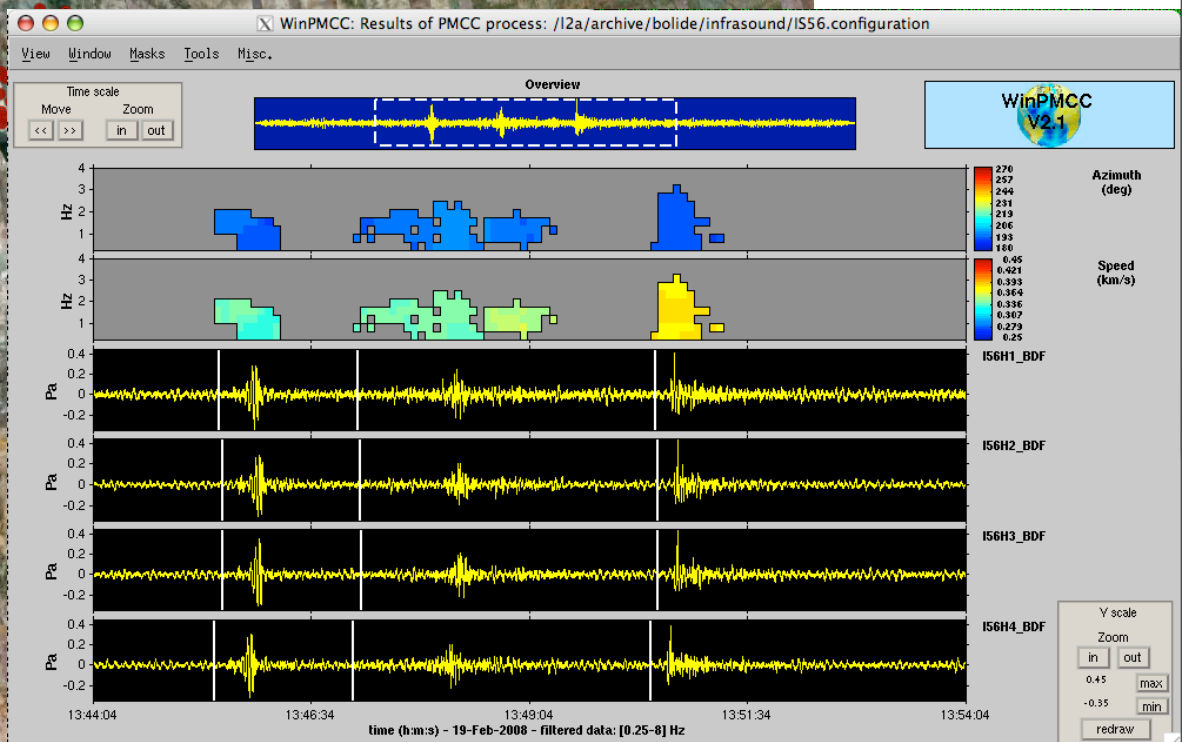 WinPMCC: Results of PMCC process: /l2a/archive/bolide/infrasound/IS56.configuration
View Window Masks Tools Misc.
Time scale
Move Zoom
<< >> in out
Overview
WinPMCC
V2.1
4
3
2
1
Hz
270
257
244
231
219
206
193
180
Azimuth
(deg)
4
3
2
1
Hz
0.45
0.421
0.393
0.364
0.336
0.307
0.279
0.25
Speed
(km/s)
0.4
0.2
0
-0.2
Pa
I56H1_BDF
0.4
0.2
0
-0.2
Pa
I56H2_BDF
0.4
0.2
0
-0.2
Pa
I56H3_BDF
0.4
0.2
0
-0.2
Pa
I56H4_BDF
13:44:04 13:46:34 13:49:04 13:51:34 13:54:04
time (h:m:s) - 19-Feb-2008 - filtered data: [0.25-8] Hz
Y scale
Zoom
in out
0.45 max
-0.35 min
redraw